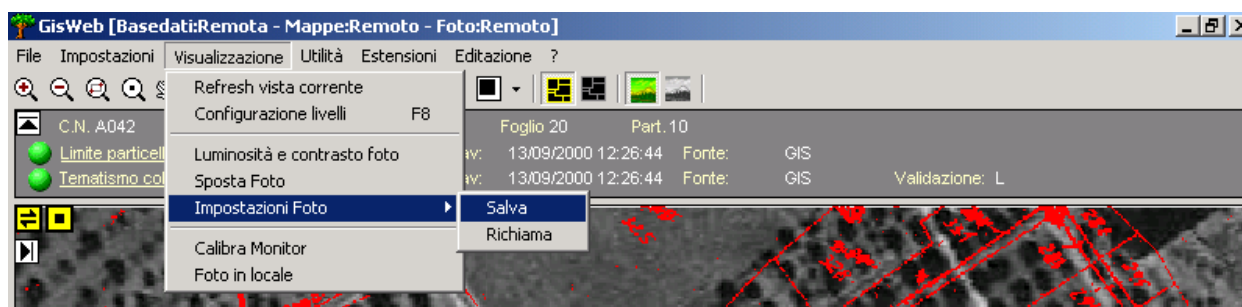 GisWeb [Basedati:Remota - Mappe:Remoto - Foto:Remoto]
File Impostazioni Visualizzazione Utilità Estensioni Editazione ?
Refresh vista corrente
Configurazione livelli F8
Luminosità e contrasto foto
Sposta Foto
Impostazioni Foto
Calibra Monitor
Foto in locale
Salva
Richiama
C.N. A042 Foglio 20 Part. 10
Limite particell av: 13/09/2000 12:26:44 Fonte: GIS
Tematismo col av: 13/09/2000 12:26:44 Fonte: GIS Validazione: L